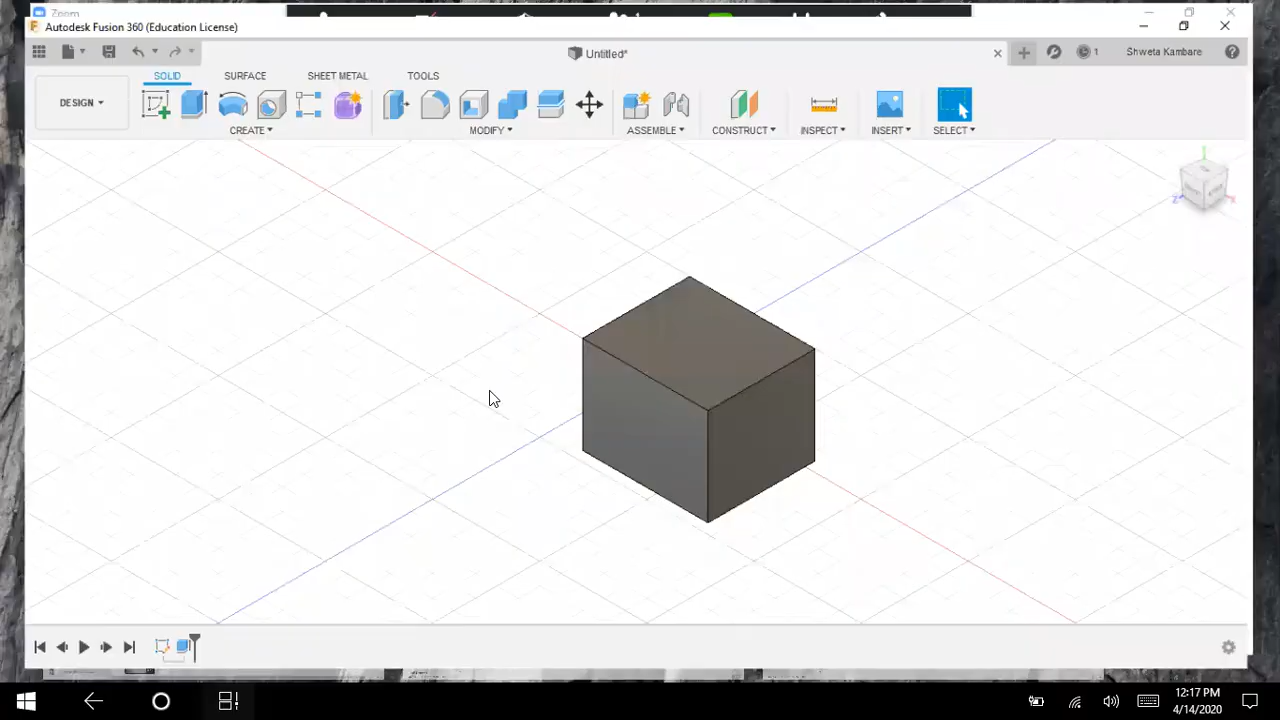 Zoom
Autodesk Fusion 360 (Education License)
Untitled*
1
Shweta Kambare
SOLID
SURFACE
SHEET METAL
TOOLS
DESIGN
CREATE
MODIFY
ASSEMBLE
CONSTRUCT
INSPECT
INSERT
SELECT
Z
X
12:17 PM
4/14/2020